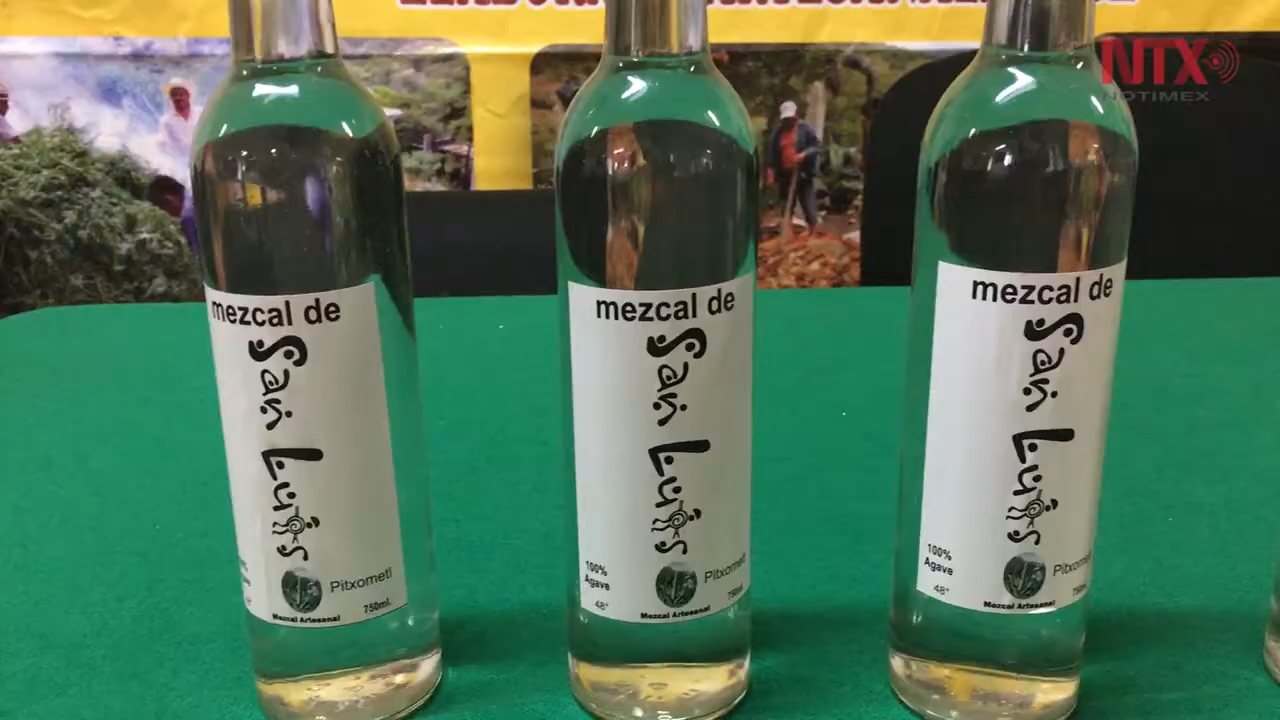 NTX
NOTIMEX
mezcal de
San Luis
Pitxometl
750mL
Mezcal Artesanal
mezcal de
San Luis
100%
Agave
48°
Pitxometl
750mL
Mezcal Artesanal
mezcal de
San Luis
100%
Agave
48°
Pitxometl
750mL
Mezcal Artesanal